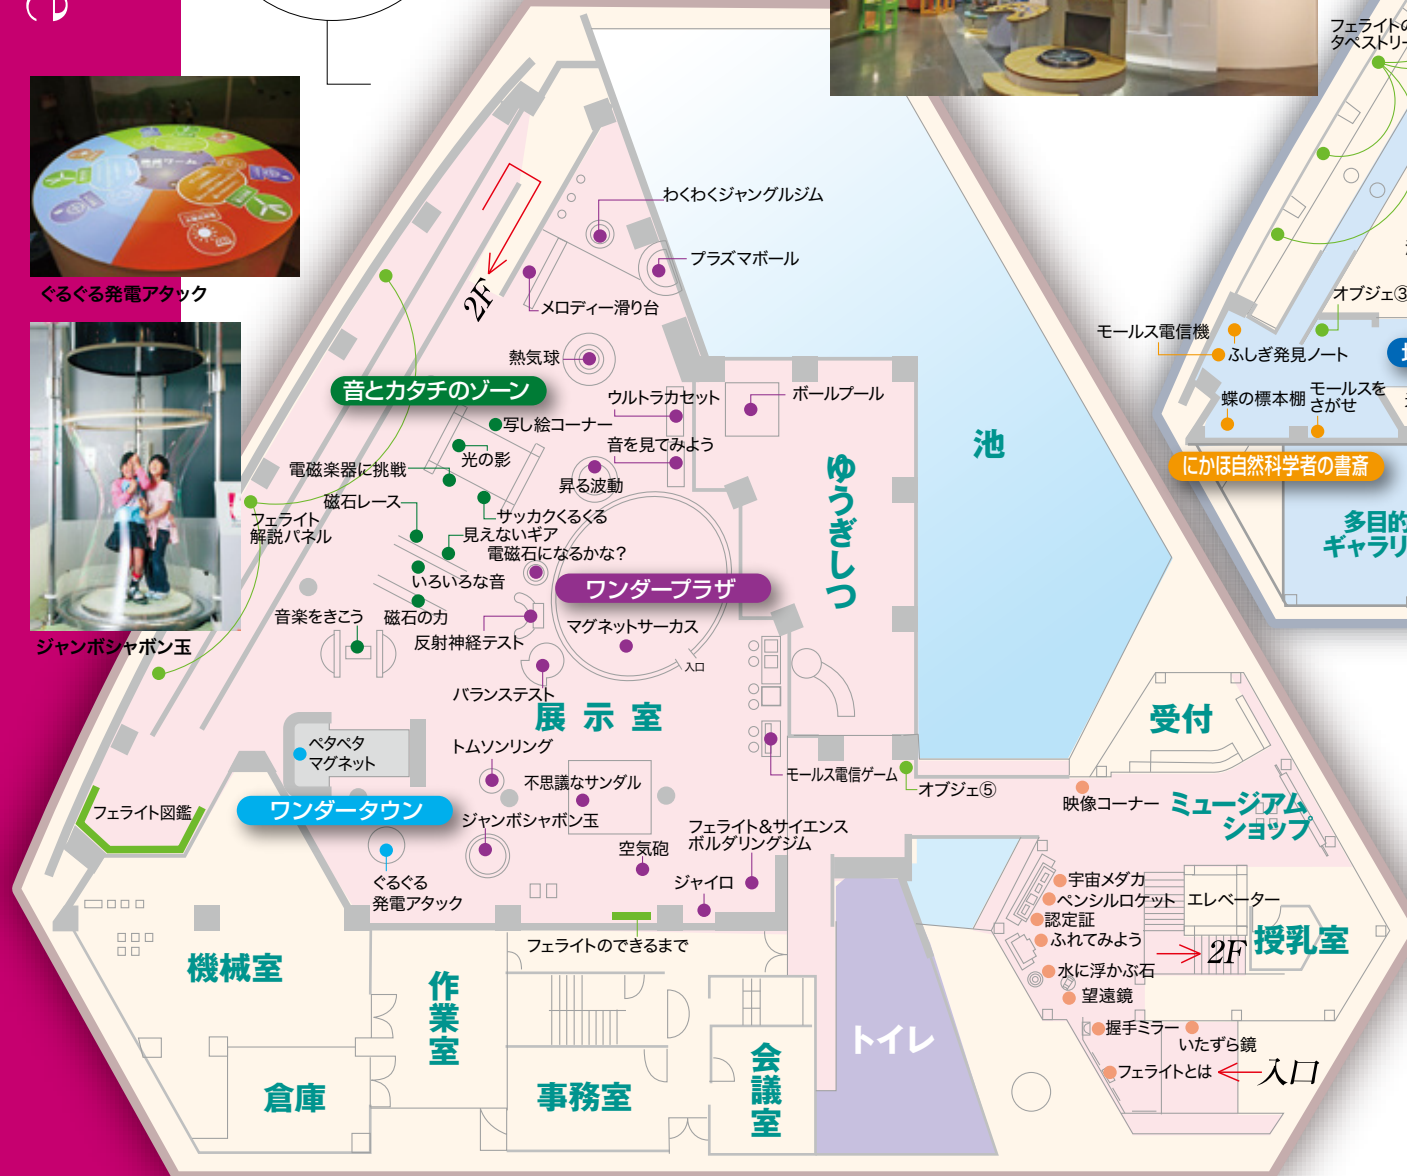 ぐるぐる発電アタック
ジャンボシャボン玉
わくわくジャングルジム
プラズマボール
2F
メロディー滑り台
熱気球
音とカタチのゾーン
ウルトラカセット
ボールプール
写し絵コーナー
音を見てみよう
光の影
電磁楽器に挑戦
昇る波動
磁石レース
サッカクくるくる
フェライト
解説パネル
見えないギア
電磁石になるかな?
いろいろな音
ワンダープラザ
音楽をきこう
磁石の力
反射神経テスト
マグネットサーカス
入口
バランステスト
展示室
ゆうぎしつ
池
ペタペタ
マグネット
トムソンリング
モールス電信ゲーム
オブジェ⑤
不思議なサンダル
フェライト図鑑
ワンダータウン
ジャンボシャボン玉
フェライト&サイエンス
ボルダリングジム
空気砲
ジャイロ
ぐるぐる
発電アタック
フェライトのできるまで
機械室
作業室
倉庫
事務室
会議室
トイレ
受付
映像コーナー
ミュージアム
ショップ
宇宙メダカ
ペンシルロケット
エレベーター
認定証
ふれてみよう
2F
授乳室
水に浮かぶ石
望遠鏡
握手ミラー
いたずら鏡
フェライトとは
入口
フェライトの
タペストリー
オブジェ③
モールス電信機
ふしぎ発見ノート
蝶の標本棚
モールスを
さがせ
にかほ自然科学者の書斎
多目的
ギャラリ